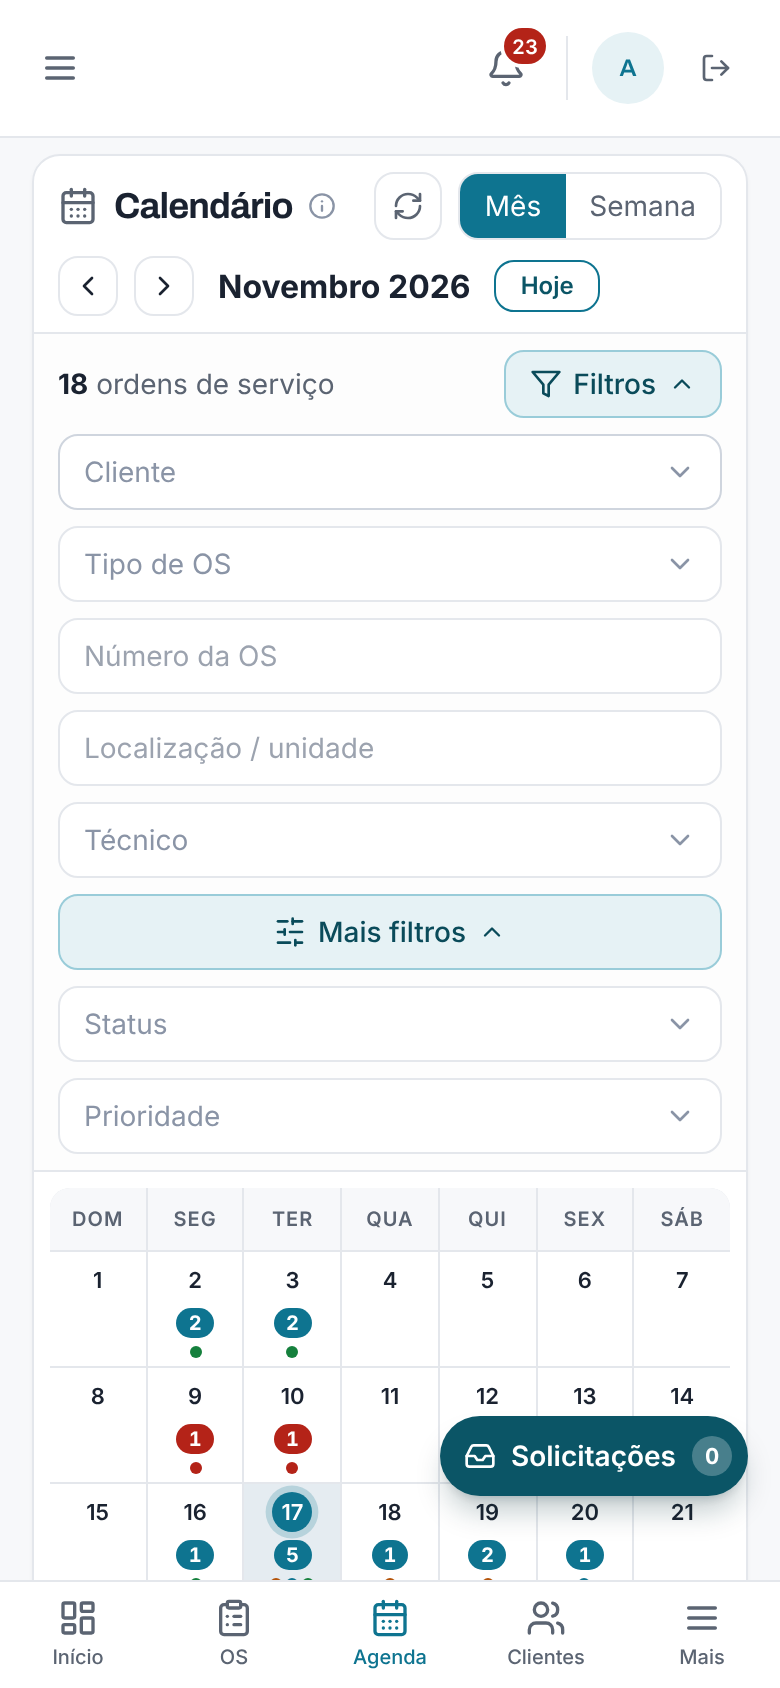 23
A
Calendário
Mês
Semana
Novembro 2026
Hoje
18 ordens de serviço
Filtros
Cliente
Tipo de OS
Número da OS
Localização / unidade
Técnico
Mais filtros
Status
Prioridade
DOM SEG TER QUA QUI SEX SÁB
1 2 3 4 5 6 7
2 2
8 9 10 11 12 13 14
1 1
Solicitações 0
15 16 17 18 19 20 21
1 5 1 2 1
Início OS Agenda Clientes Mais